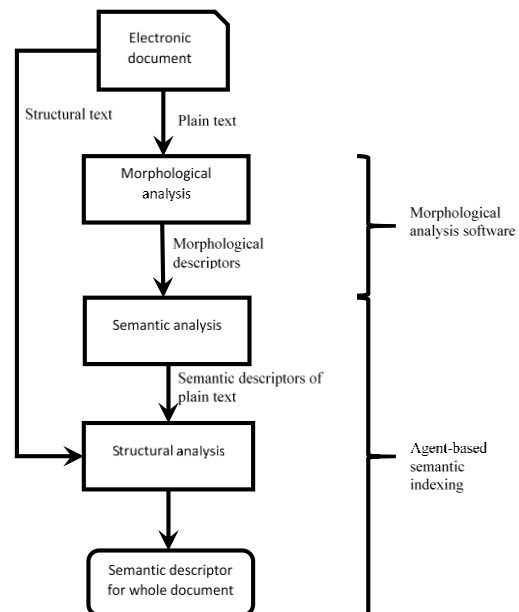 Electronic
document
Structural text
Plain text
Morphological
analysis
Morphological
analysis software
Morphological
descriptors
Semantic analysis
Semantic descriptors of
plain text
Structural analysis
Agent-based
semantic
indexing
Semantic descriptor
for whole document